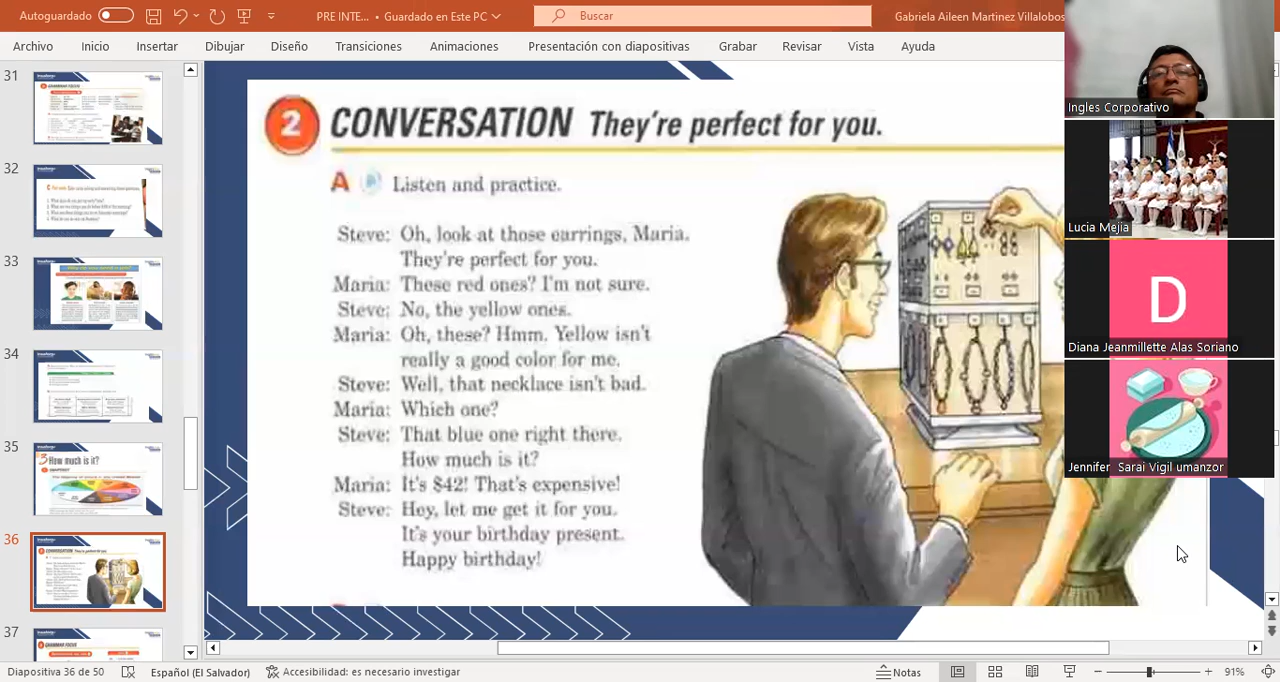 Autoguardado
PRE INTE... • Guardado en Este PC
Buscar
Gabriela Aileen Martinez Villalobos
Archivo Inicio Insertar Dibujar Diseño Transiciones Animaciones Presentación con diapositivas Grabar Revisar Vista Ayuda
31
32
33
34
35
How much is it?
36
37
2 CONVERSATION They're perfect for you.
A Listen and practice.
Steve: Oh, look at those earrings, Maria.
They're perfect for you.
Maria: These red ones? I'm not sure.
Steve: No, the yellow ones.
Maria: Oh, these? Hmm. Yellow isn't
really a good color for me.
Steve: Well, that necklace isn't bad.
Maria: Which one?
Steve: That blue one right there.
How much is it?
Maria: It's $42! That's expensive!
Steve: Hey, let me get it for you.
It's your birthday present.
Happy birthday!
Ingles Corporativo
Lucia Mejia
D
Diana Jeanmillette Alas Soriano
Jennifer Sarai Vigil umanzor
Diapositiva 36 de 50
Español (El Salvador)
Accesibilidad: es necesario investigar
Notas
91%